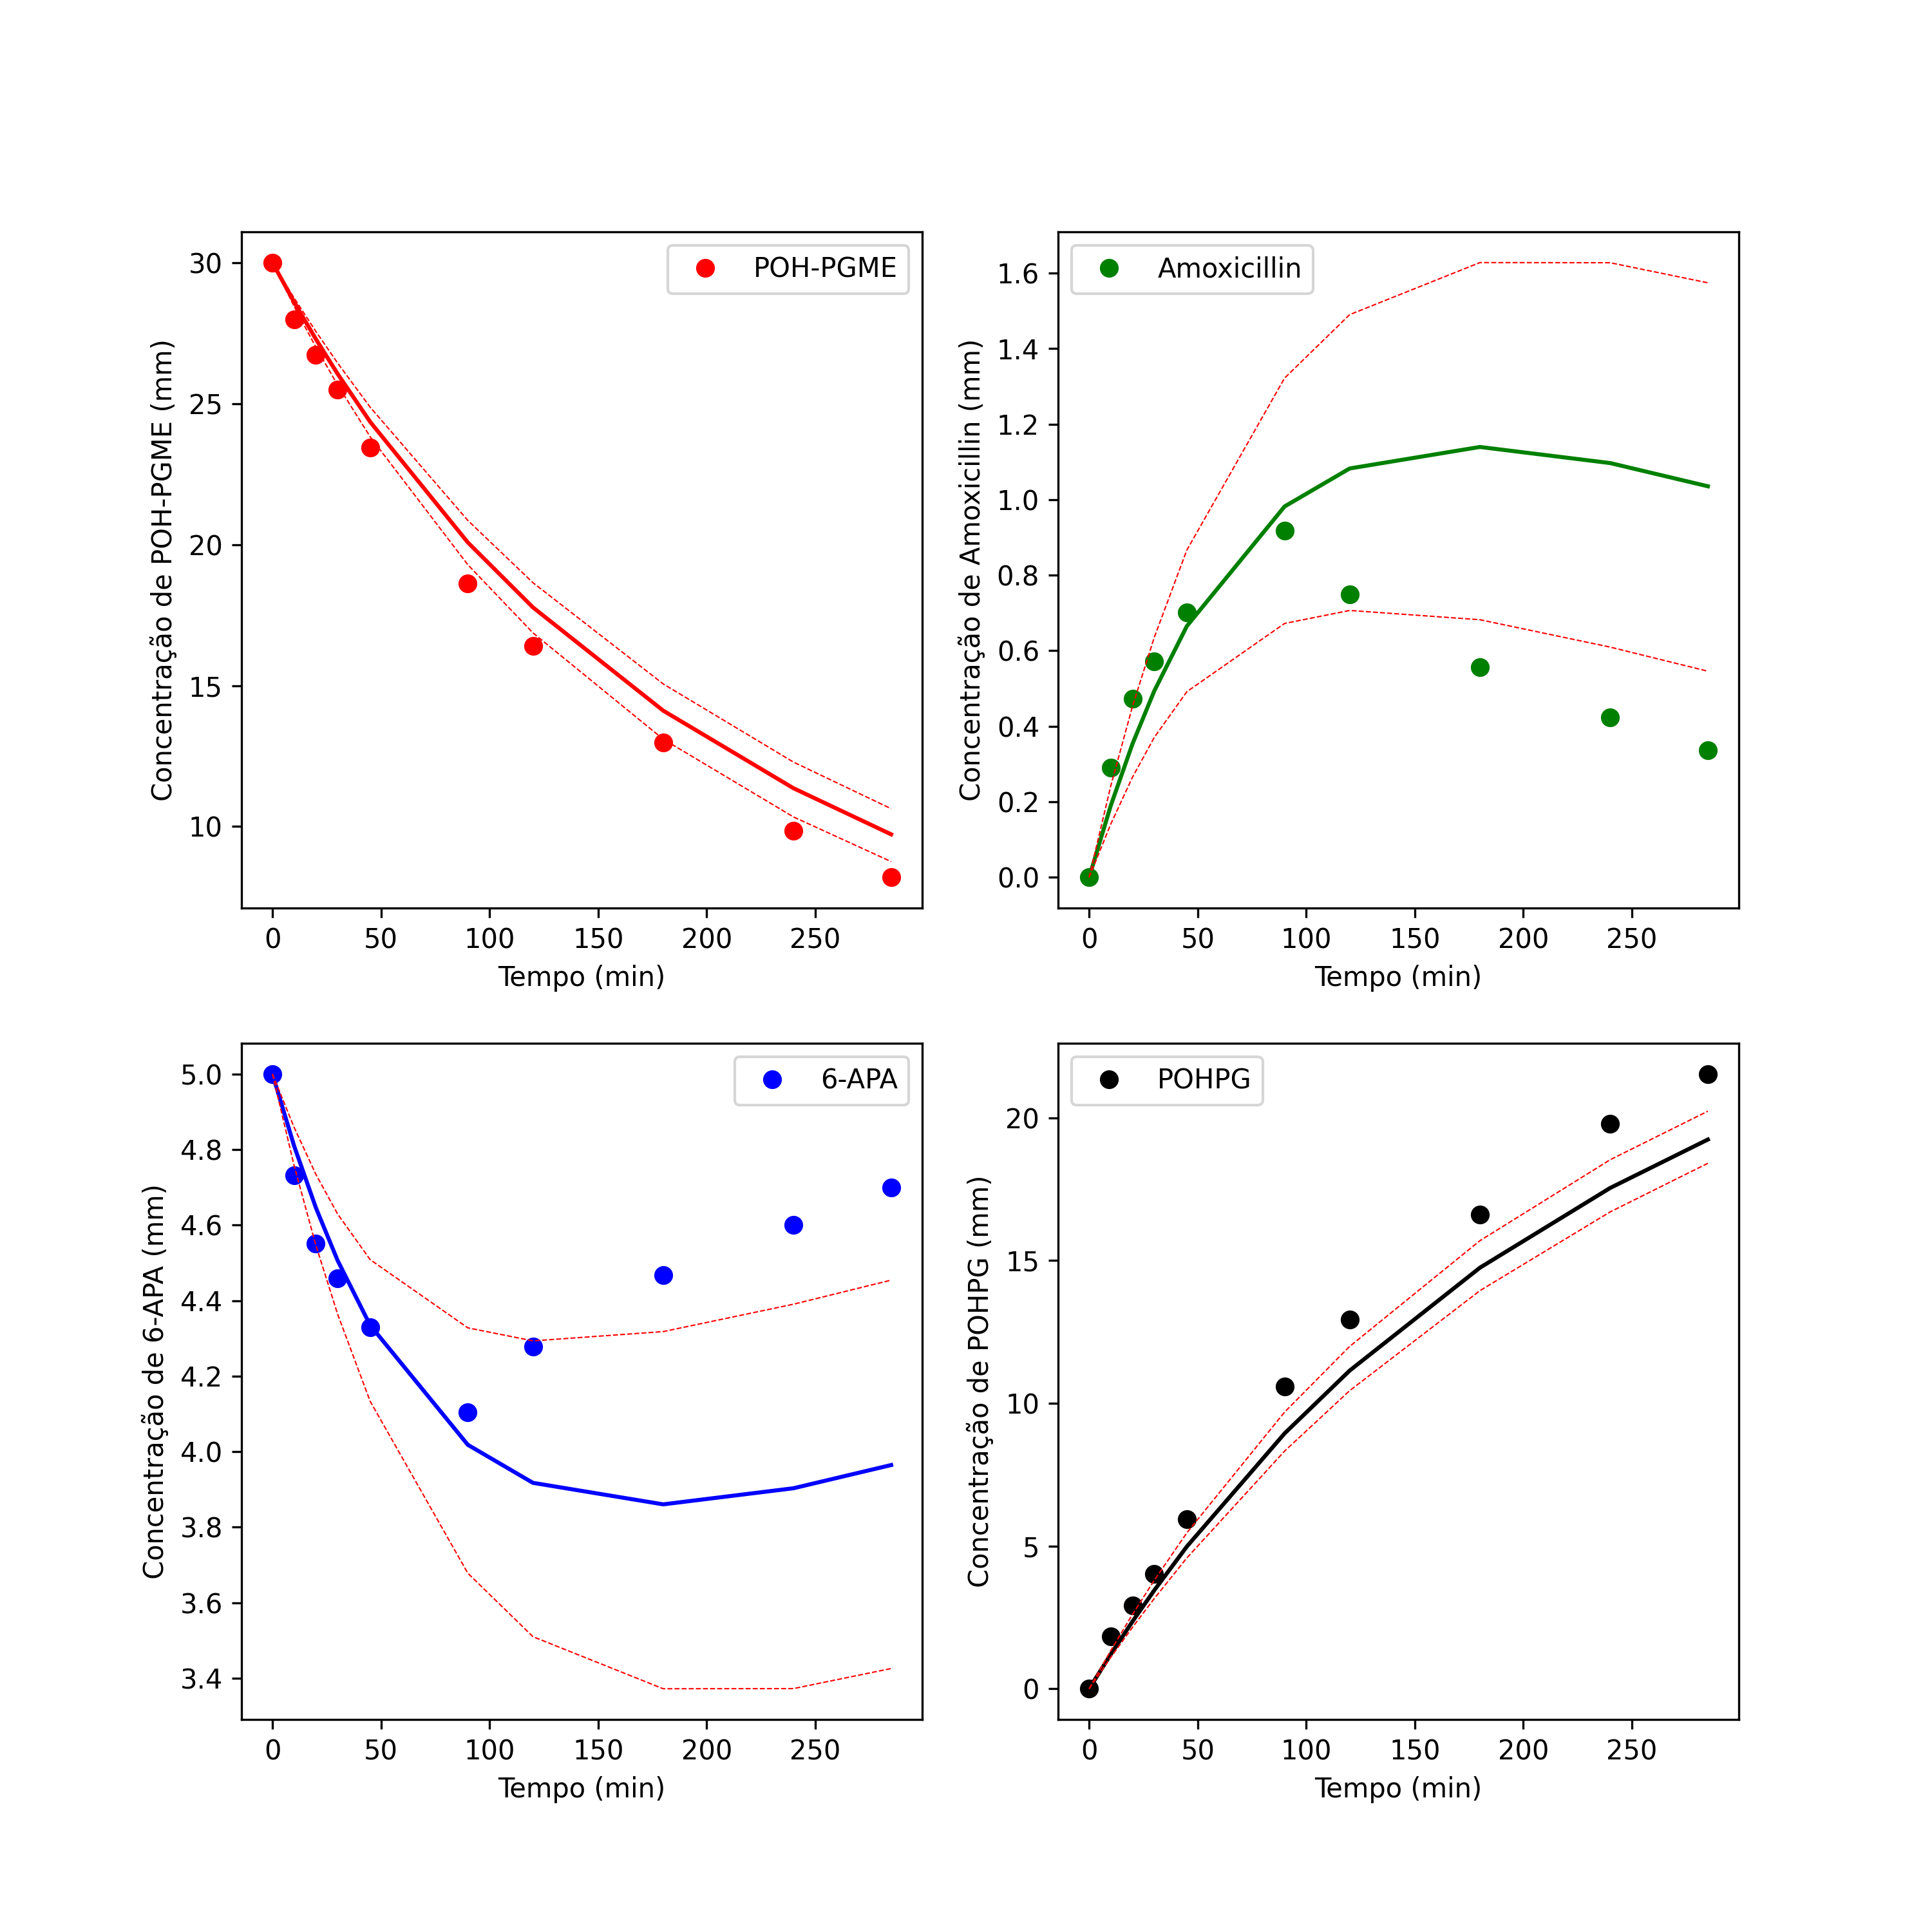 POH-PGME
Concentração de POH-PGME (mm)
30
25
20
15
10
0 50 100 150 200 250
Tempo (min)
Amoxicillin
Concentração de Amoxicillin (mm)
1.6
1.4
1.2
1.0
0.8
0.6
0.4
0.2
0.0
0 50 100 150 200 250
Tempo (min)
6-APA
Concentração de 6-APA (mm)
5.0
4.8
4.6
4.4
4.2
4.0
3.8
3.6
3.4
0 50 100 150 200 250
Tempo (min)
POHPG
Concentração de POHPG (mm)
20
15
10
5
0
0 50 100 150 200 250
Tempo (min)